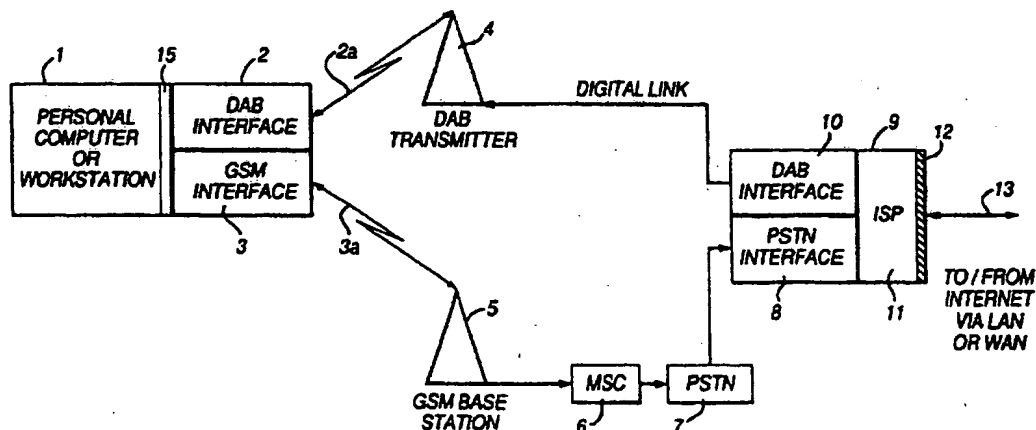 1
15
2
2a
4
PERSONAL
COMPUTER
OR
WORKSTATION
DAB
INTERFACE
GSM
INTERFACE
3
3a
DAB
TRANSMITTER
DIGITAL LINK
10
9
12
DAB
INTERFACE
PSTN
INTERFACE
8
ISP
11
13
TO / FROM
INTERNET
VIA LAN
OR WAN
5
GSM BASE
STATION
MSC
6
PSTN
7